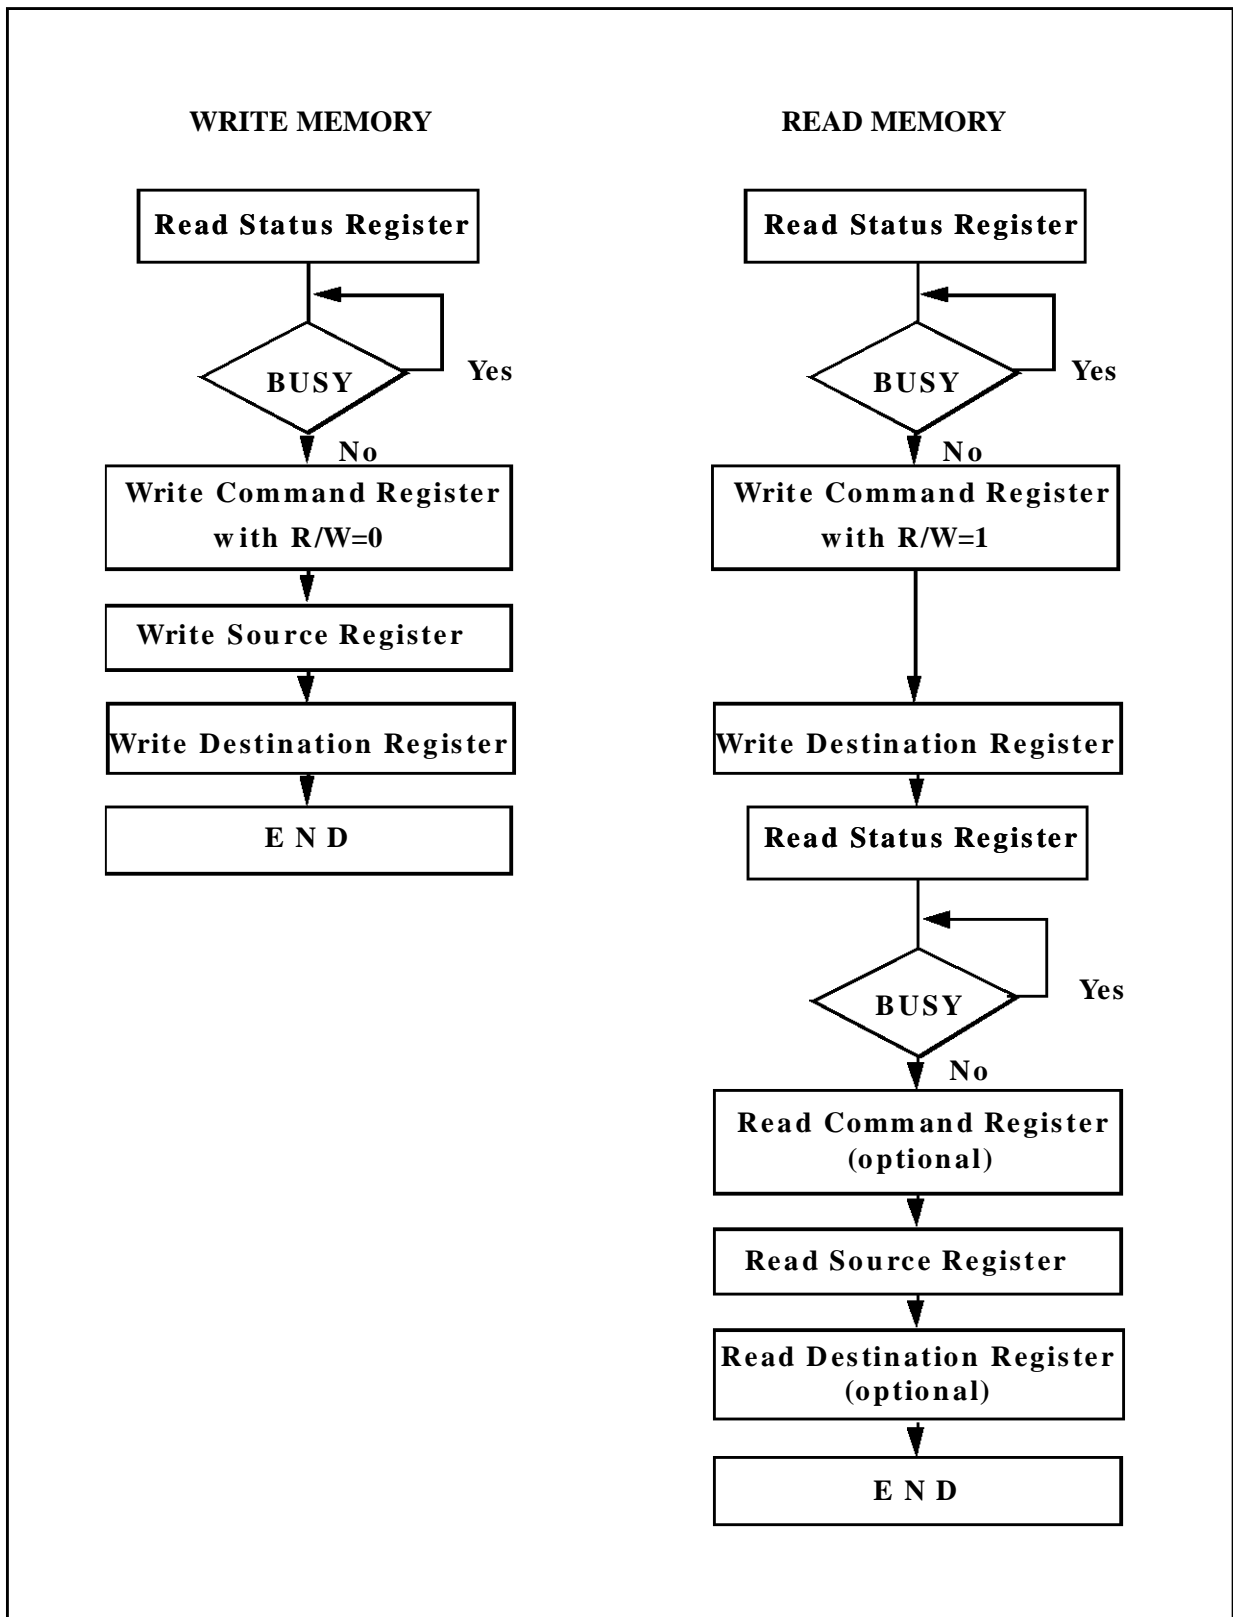 WRITE MEMORY
Read Status Register
BUSY
Yes
No
Write Command Register
with R/W=0
Write Source Register
Write Destination Register
END
READ MEMORY
Read Status Register
BUSY
Yes
No
Write Command Register
with R/W=1
Write Destination Register
Read Status Register
BUSY
Yes
No
Read Command Register
(optional)
Read Source Register
Read Destination Register
(optional)
END